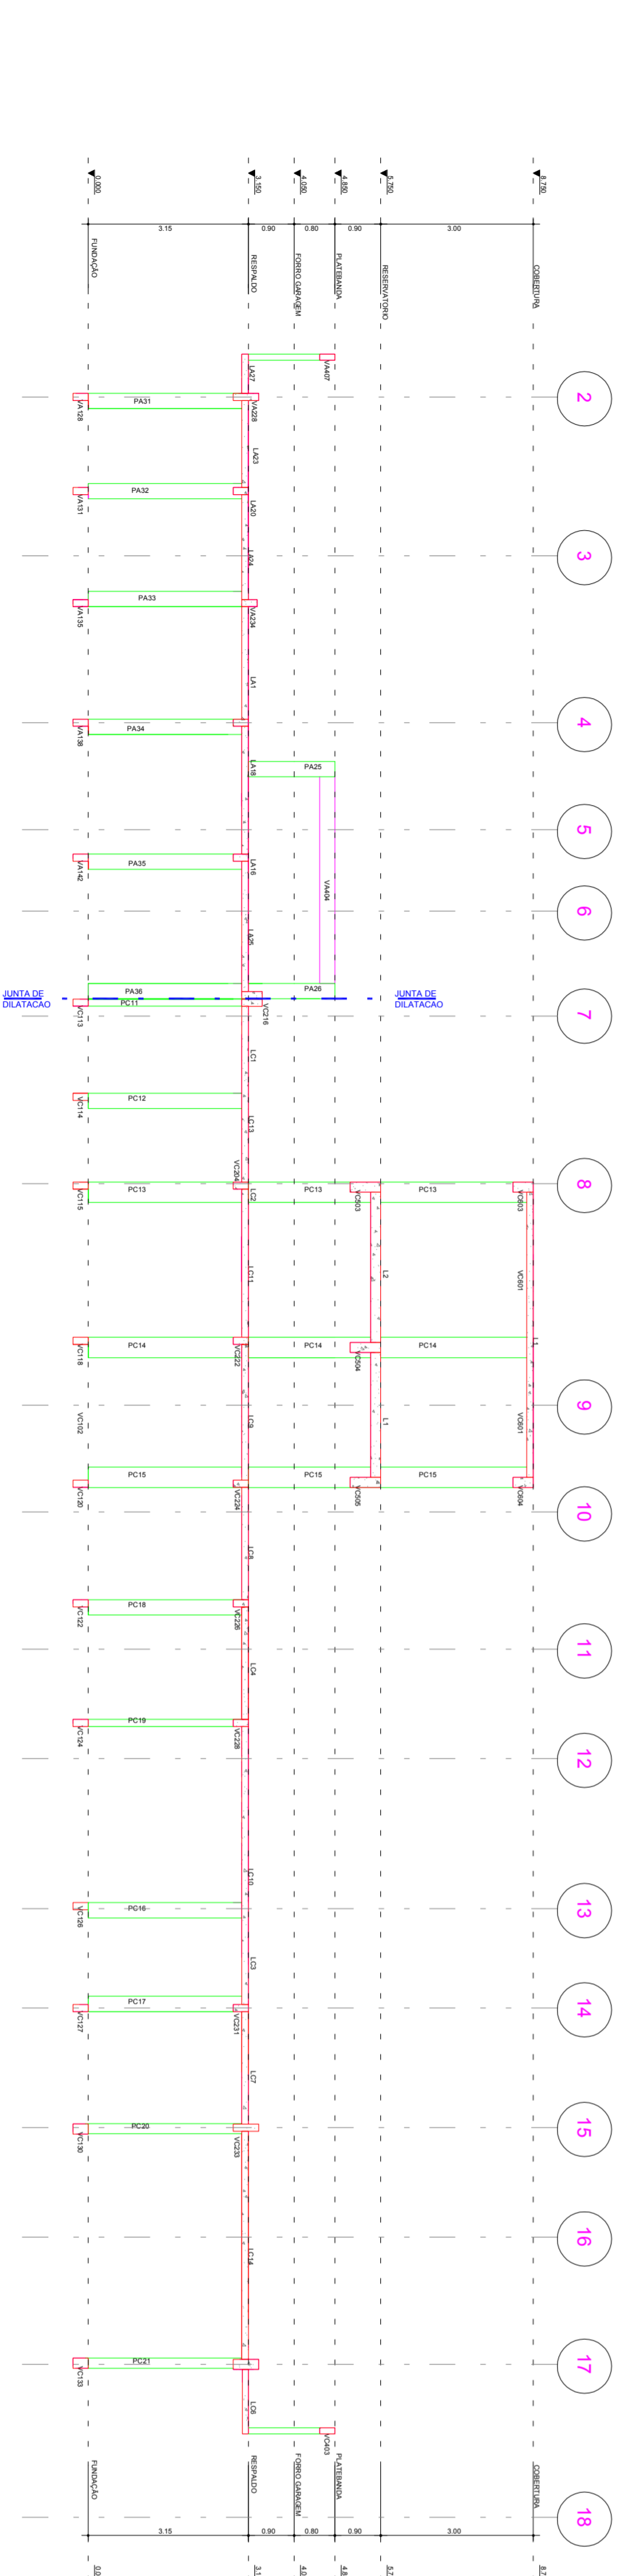 0.000
3.150
4.050
4.850
5.750
8.750
3.15
0.90
0.80
0.90
3.00
FUNDAÇÃO
RESPALDO
FORRO GARAGEM
PLATEBANDA
RESERVATORIO
COBERTURA
LA27
VA407
2
VA128
PA31
VA228
LA23
VA131
PA32
LA20
3
LA24
VA135
PA33
VA234
LA1
4
VA138
PA34
LA18
PA25
5
VA142
PA35
LA16
VA404
6
LA25
PA36
PA26
JUNTA DE
DILATACAO
JUNTA DE
DILATACAO
PC11
VC113
VC216
7
LC1
VC114
PC12
LC13
VC204
8
VC115
PC13
LC2
PC13
VC503
PC13
VC603
LC11
L2
VC601
VC118
PC14
VC222
PC14
VC504
PC14
L1
VC102
LC9
L1
VC601
9
VC120
PC15
VC224
PC15
VC505
PC15
VC604
10
LC8
VC122
PC18
VC226
11
LC4
VC124
PC19
VC228
12
LC10
VC126
PC16
13
LC3
VC127
PC17
VC231
14
LC7
VC130
PC20
VC233
15
16
LC14
VC133
PC21
17
LC6
VC403
FUNDAÇÃO
RESPALDO
FORRO GARAGEM
PLATEBANDA
COBERTURA
18
3.15
0.90
0.80
0.90
3.00